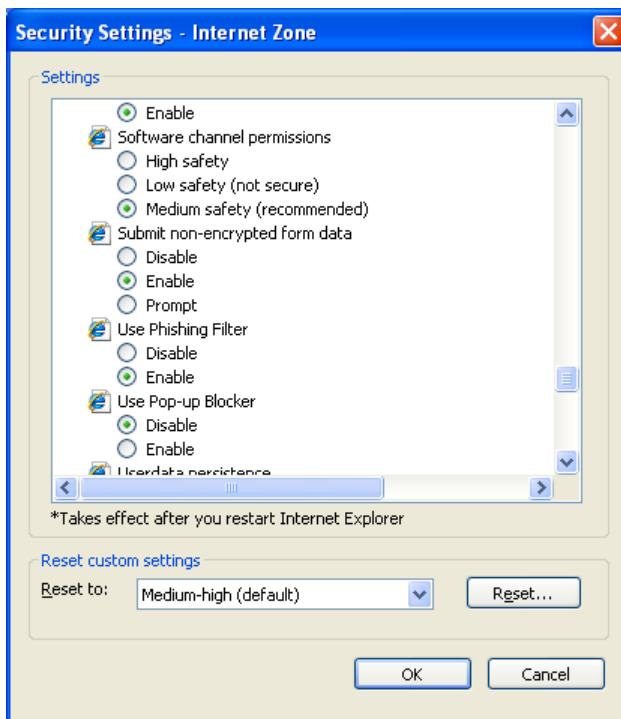 Security Settings - Internet Zone
Settings
Enable
Software channel permissions
High safety
Low safety (not secure)
Medium safety (recommended)
Submit non-encrypted form data
Disable
Enable
Prompt
Use Phishing Filter
Disable
Enable
Use Pop-up Blocker
Disable
Enable
Userdata persistence
*Takes effect after you restart Internet Explorer
Reset custom settings
Reset to: Medium-high (default) Reset...
OK Cancel